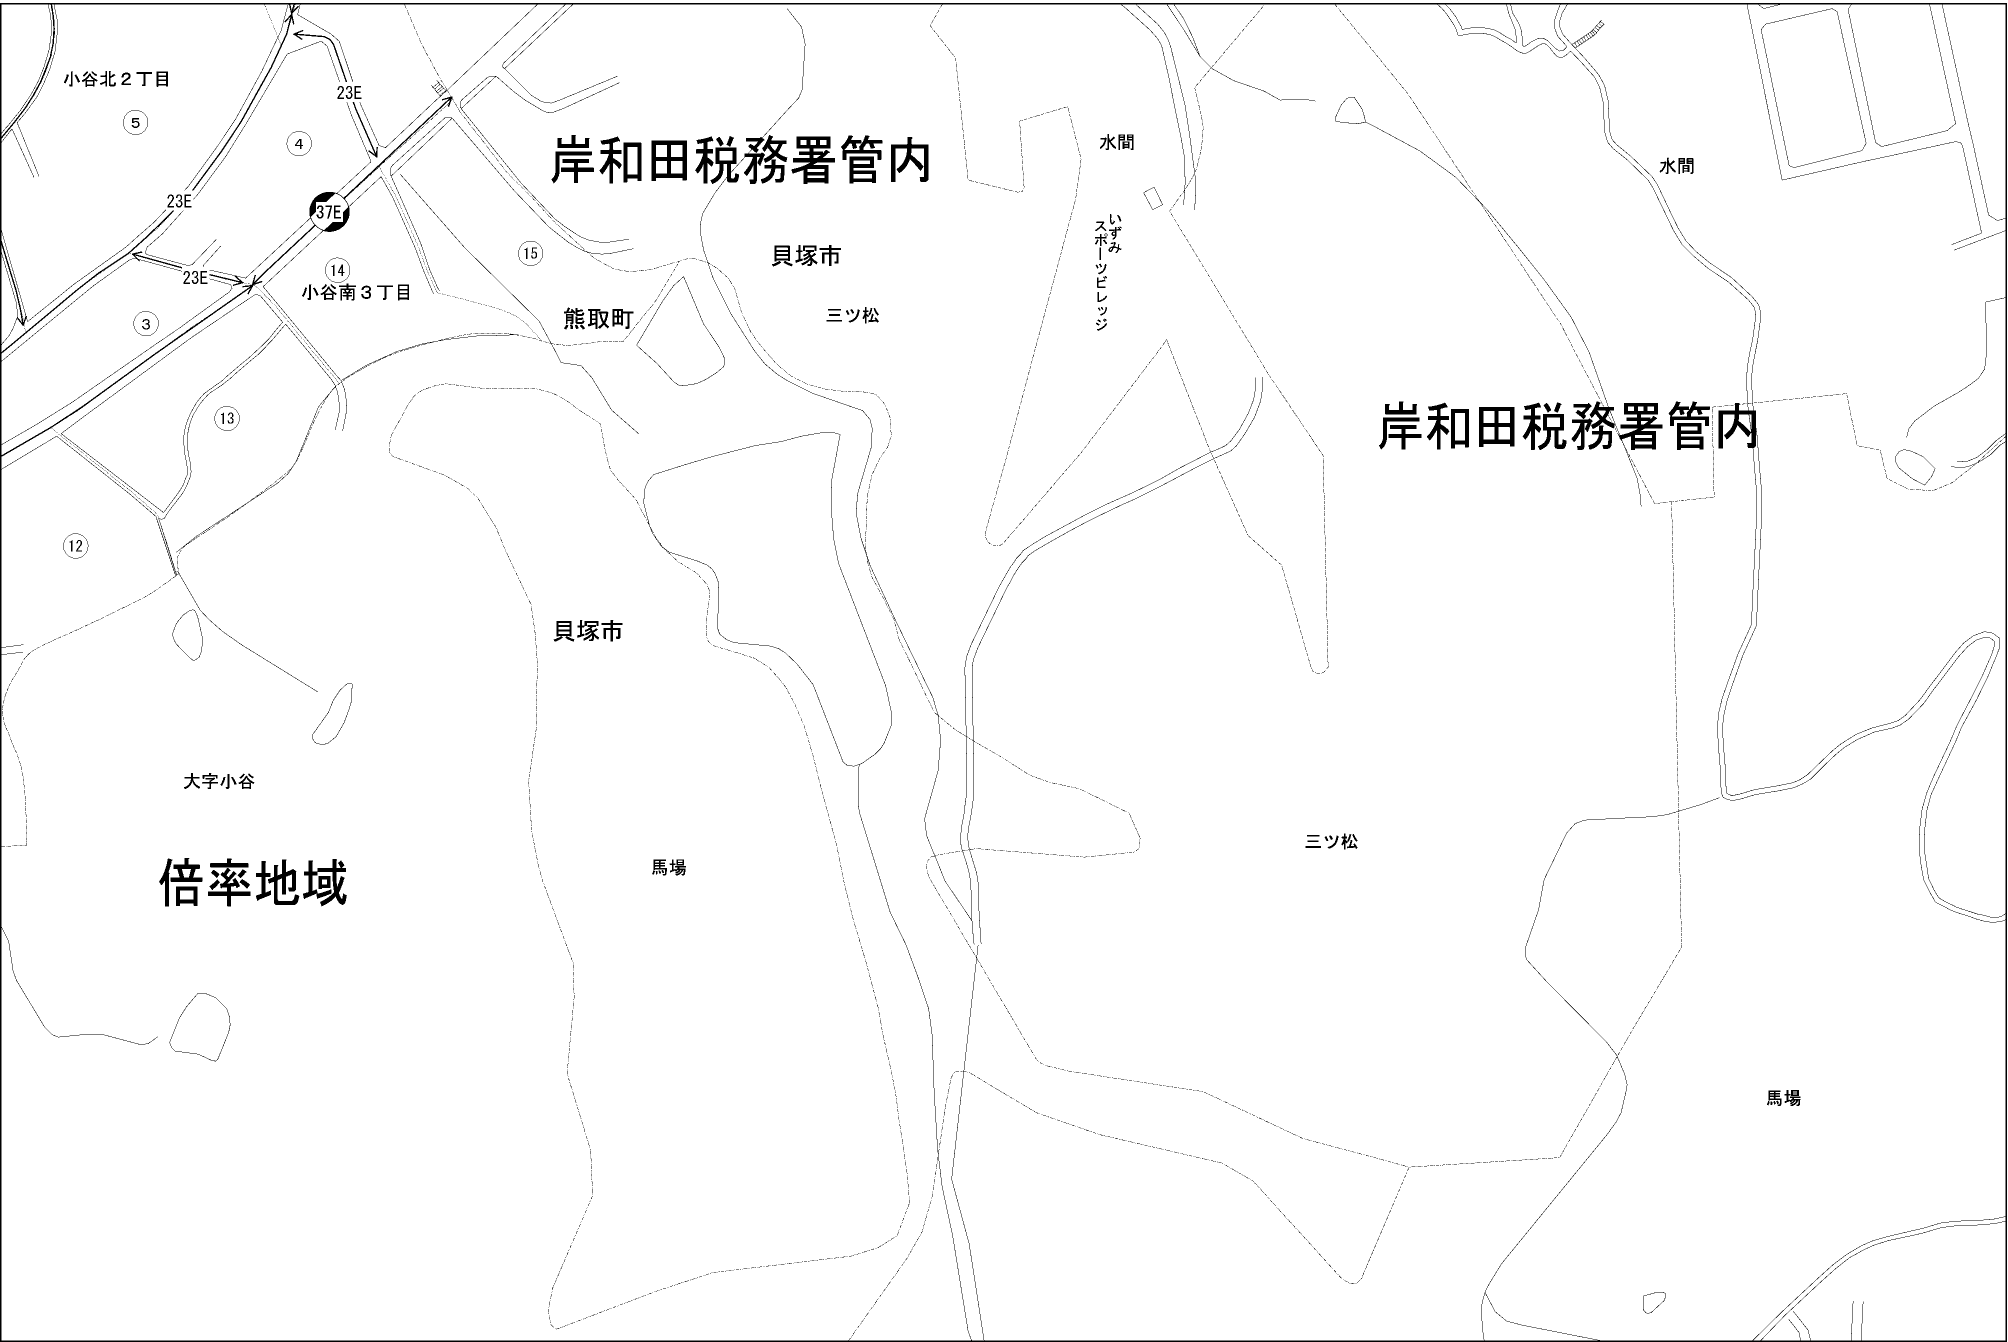 小谷北２丁目
5
4
23E
岸和田税務署管内
水間
水間
23E
37E
15
いずみ
スポーツビレッジ
貝塚市
14
23E
小谷南３丁目
熊取町
三ツ松
3
13
岸和田税務署管内
12
貝塚市
大字小谷
三ツ松
馬場
倍率地域
馬場